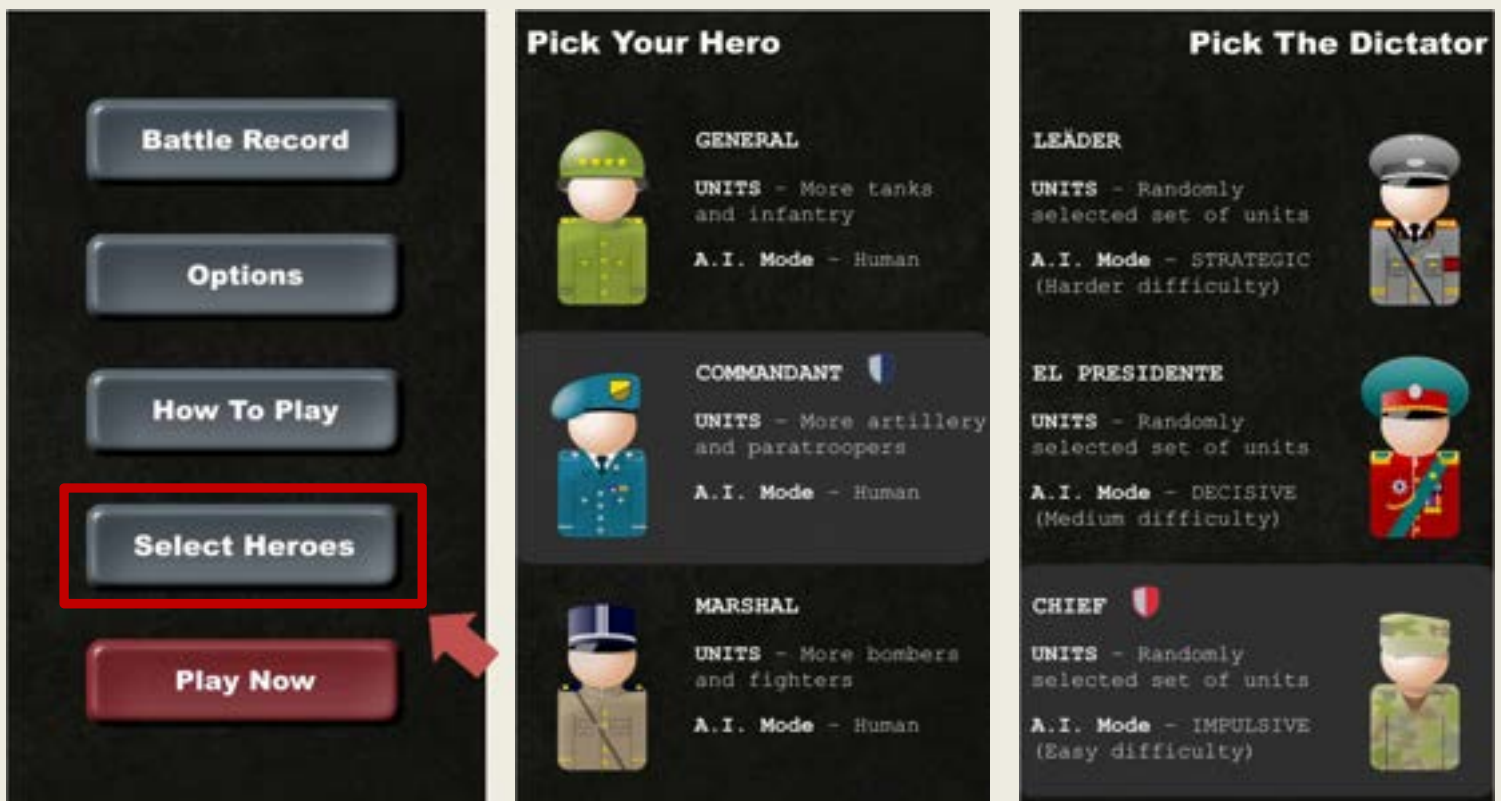 Battle Record
Options
How To Play
Select Heroes
Play Now
Pick Your Hero
GENERAL
UNITS - More tanks
and infantry
A.I. Mode - Human
COMMANDANT
UNITS - More artillery
and paratroopers
A.I. Mode - Human
MARSHAL
UNITS - More bombers
and fighters
A.I. Mode - Human
Pick The Dictator
LEÄDER
UNITS - Randomly
selected set of units
A.I. Mode - STRATEGIC
(Harder difficulty)
EL PRESIDENTE
UNITS - Randomly
selected set of units
A.I. Mode - DECISIVE
(Medium difficulty)
CHIEF
UNITS - Randomly
selected set of units
A.I. Mode - IMPULSIVE
(Easy difficulty)